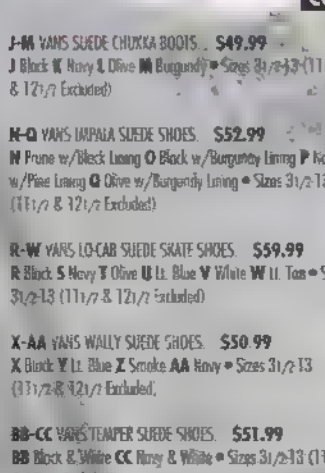 J-M VANS SUEDE CHUKKA BOOTS. $49.99
J Black K Navy L Olive M Burgundy • Sizes 31/2-13 (11
& 121/2 Excluded)
N-Q VANS IMPALA SUEDE SHOES. $52.99
N Prune w/Black Lining O Black w/Burgundy Lining P
w/Pine Lining Q Olive w/Burgundy Lining • Sizes 31/2-13
(111/2 & 121/2 Excluded)
R-W VANS LO-CAB SUEDE SKATE SHOES. $59.99
R Black S Navy T Olive U Lt. Blue V White W Lt. Tan •
31/2-13 (111/2 & 121/2 Excluded)
X-AA VANS WALLY SUEDE SHOES. $50.99
X Black Y Lt. Blue Z Smoke AA Navy • Sizes 31/2-13
(111/2 & 121/2 Excluded)
BB-CC VANS TEMPER SUEDE SHOES. $51.99
BB Black & White CC Navy & White • Sizes 31/2-13 (11